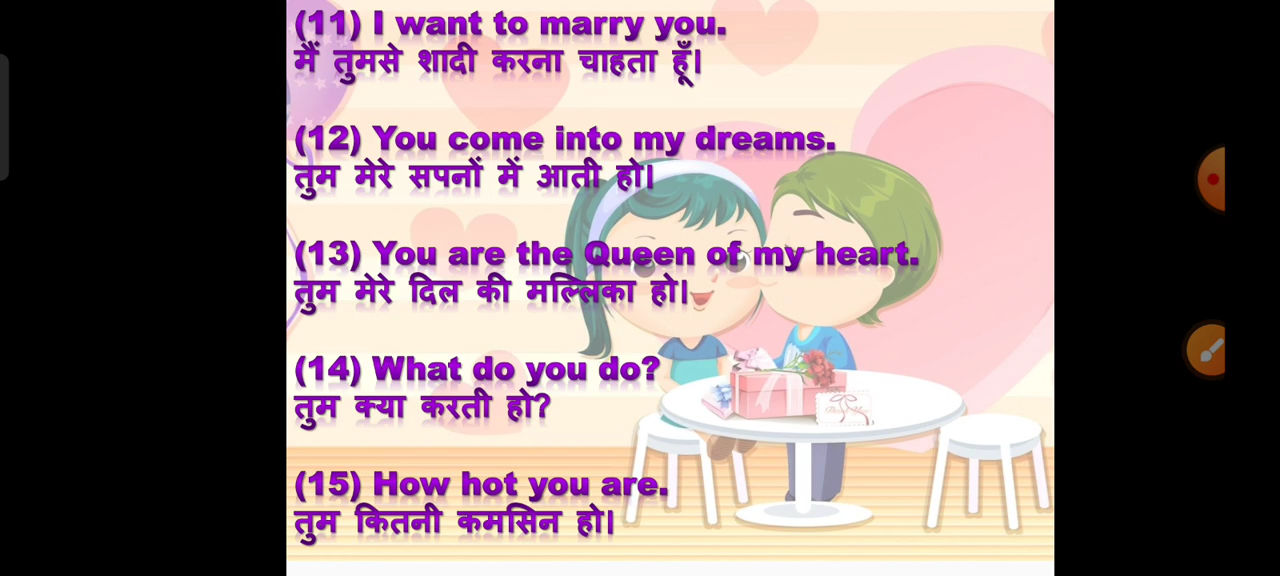 (11) I want to marry you.
मैं तुमसे शादी करना चाहता हूँ।
(12) You come into my dreams.
तुम मेरे सपनों में आती हो।
(13) You are the Queen of my heart.
तुम मेरे दिल की मल्लिका हो।
(14) What do you do?
तुम क्या करती हो?
(15) How hot you are.
तुम कितनी कमसिन हो।